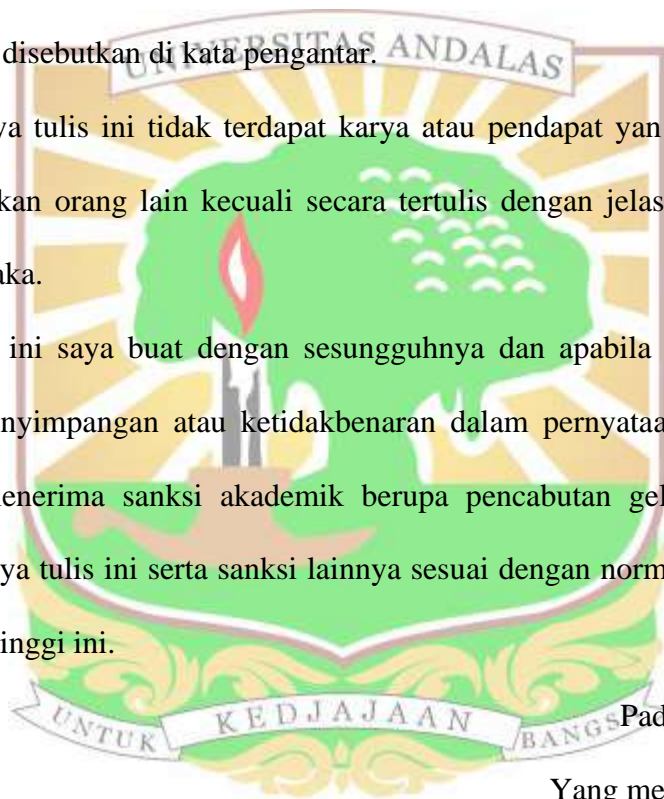 UNIVERSITAS ANDALAS
disebutkan di kata pengantar.
ya tulis ini tidak terdapat karya atau pendapat yan
kan orang lain kecuali secara tertulis dengan jelas
aka.
ini saya buat dengan sesungguhnya dan apabila
nyimpangan atau ketidakbenaran dalam pernyataa
enerima sanksi akademik berupa pencabutan gel
ya tulis ini serta sanksi lainnya sesuai dengan norm
inggi ini.
UNTUK KEDJAJAAN BANGS
Pad
Yang me